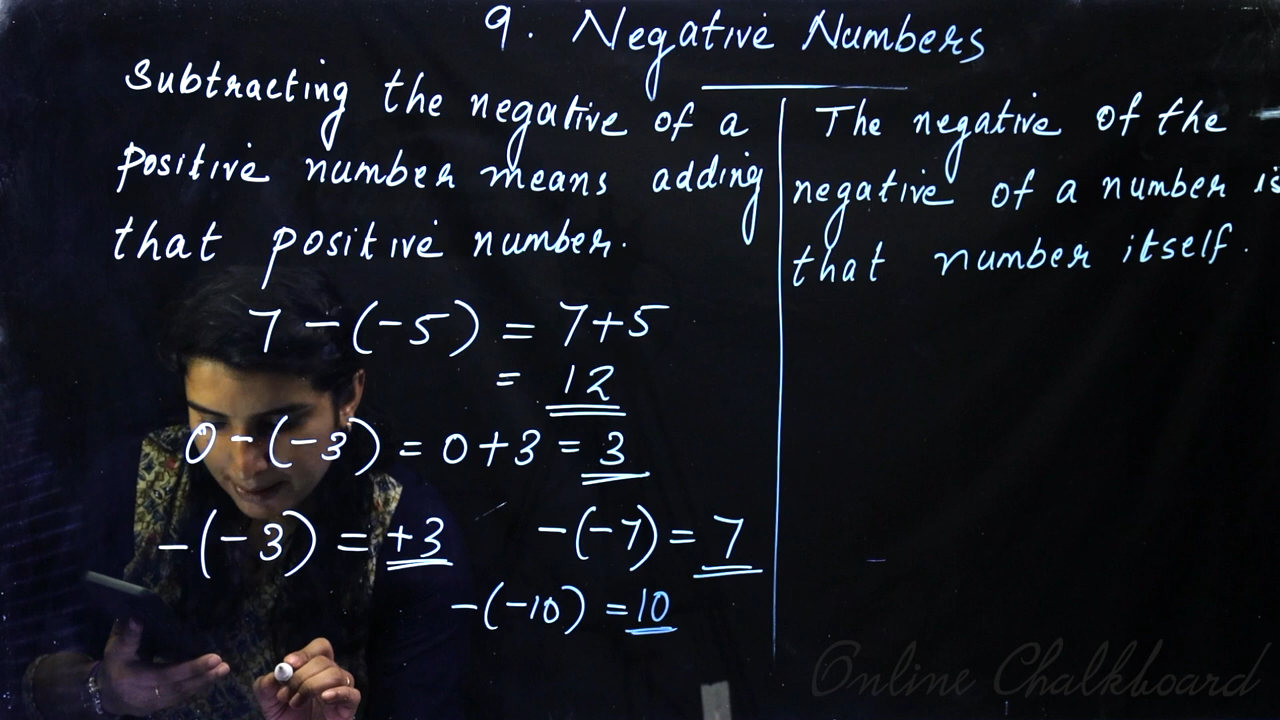 9. Negative Numbers
Subtracting the negative of a
positive number means adding
that positive number.
7 - (-5) = 7+5
= 12
0 - (-3) = 0+3 = 3
-(-3) = +3
-(-7) = 7
-(-10) = 10
The negative of the
negative of a number is
that number itself.
Online Chalkboard